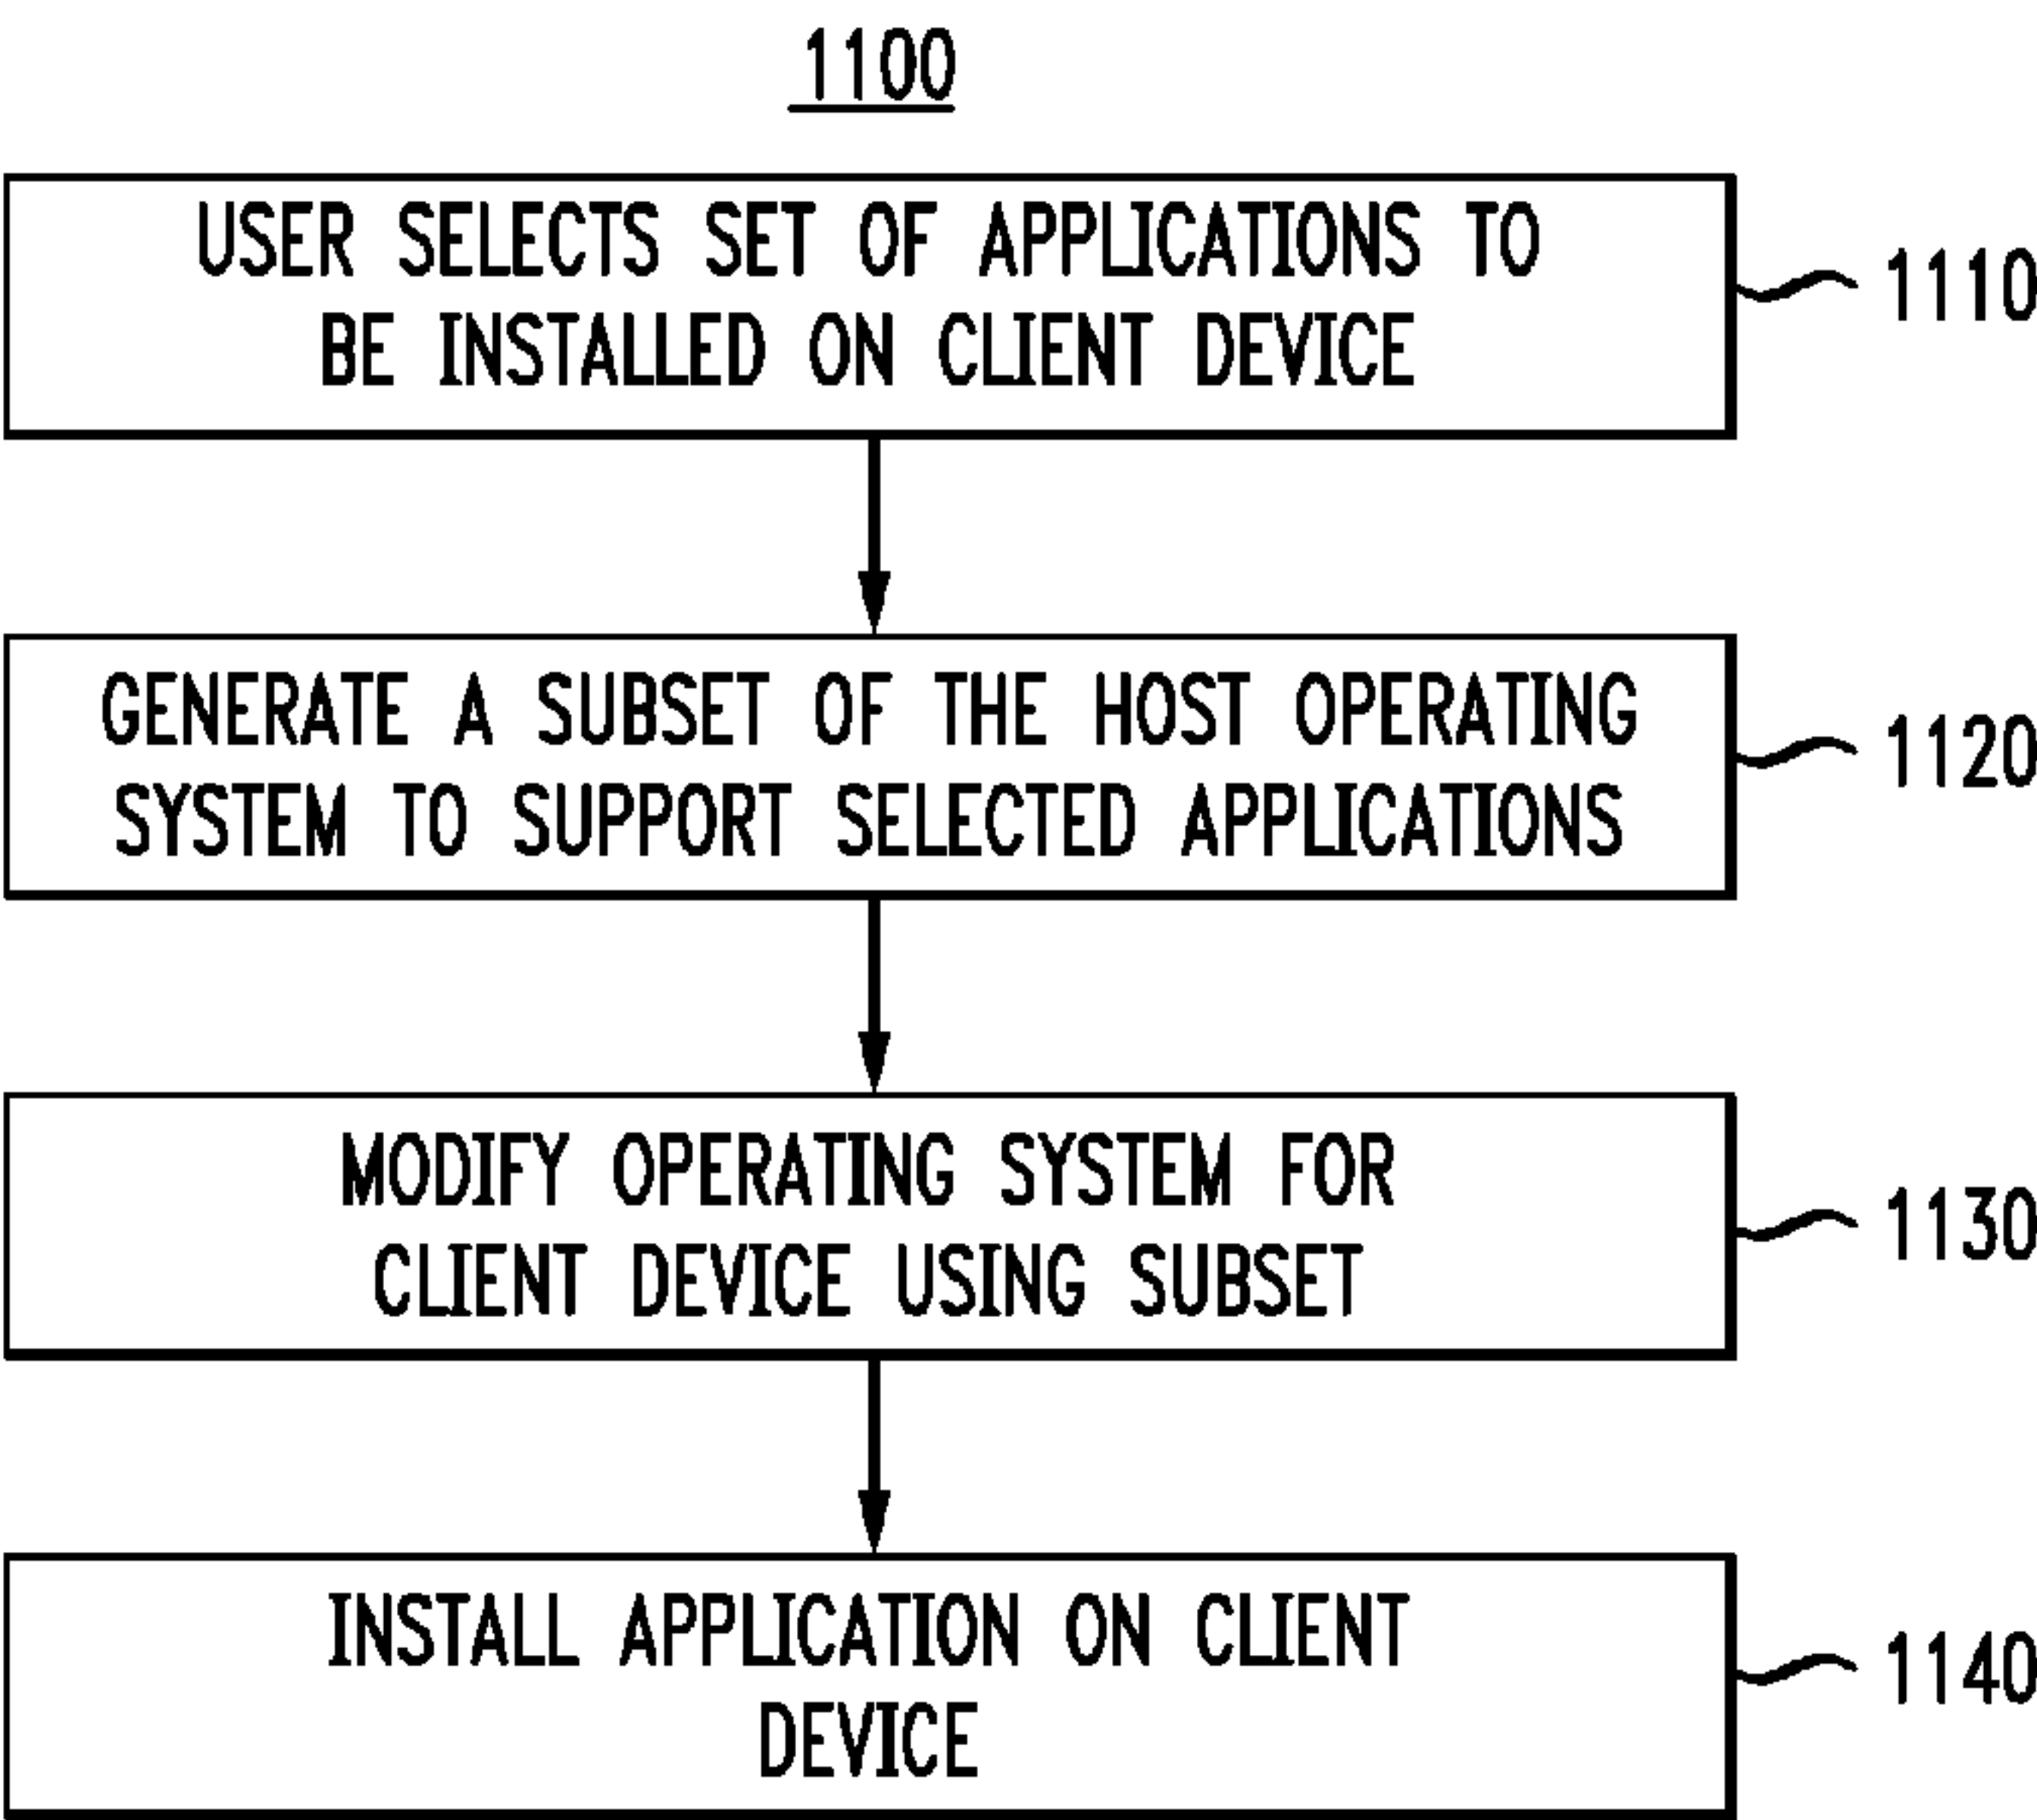 1100
USER SELECTS SET OF APPLICATIONS TO
BE INSTALLED ON CLIENT DEVICE
1110
GENERATE A SUBSET OF THE HOST OPERATING
SYSTEM TO SUPPORT SELECTED APPLICATIONS
1120
MODIFY OPERATING SYSTEM FOR
CLIENT DEVICE USING SUBSET
1130
INSTALL APPLICATION ON CLIENT
DEVICE
1140